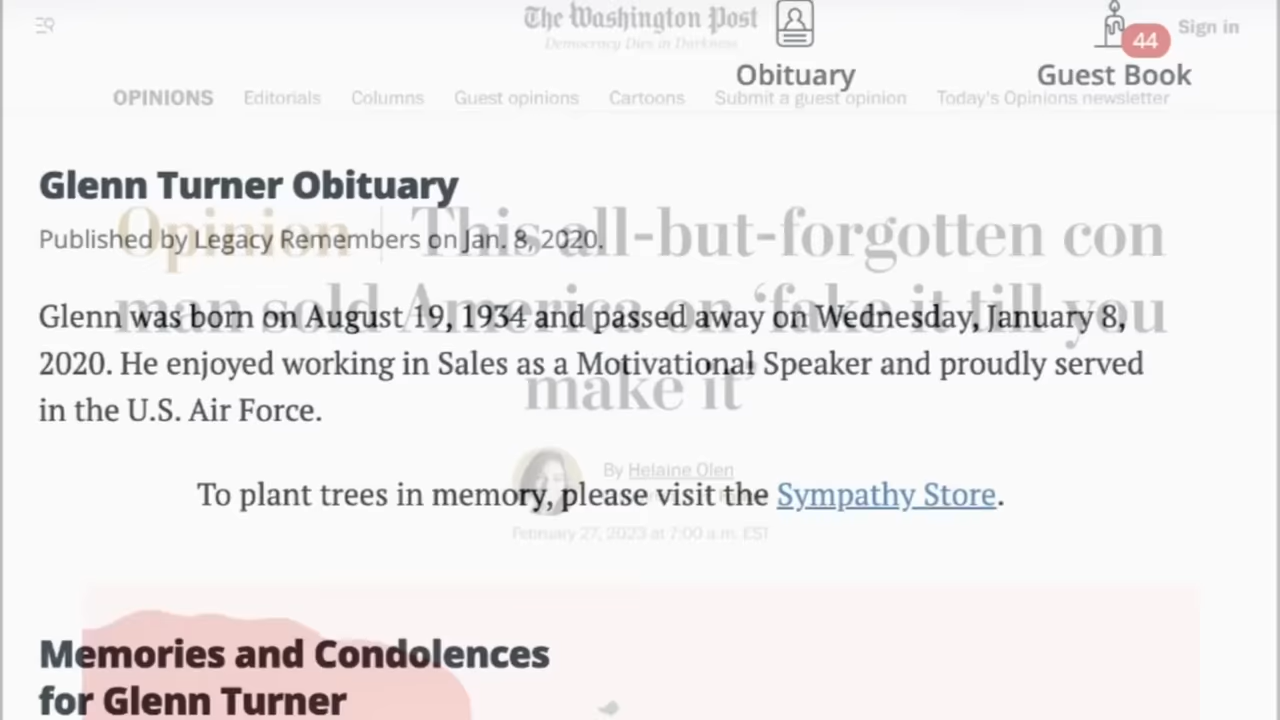 The Washington Post
Democracy Dies in Darkness
44
Sign in
Obituary
Guest Book
OPINIONS Editorials Columns Guest opinions Cartoons Submit a guest opinion Today's Opinions newsletter
Glenn Turner Obituary
Published by Legacy Remembers on Jan. 8, 2020.
Opinion | This all-but-forgotten con
man sold America on ‘fake it till you
make it’
Glenn was born on August 19, 1934 and passed away on Wednesday, January 8,
2020. He enjoyed working in Sales as a Motivational Speaker and proudly served
in the U.S. Air Force.
By Helaine Olen
To plant trees in memory, please visit the Sympathy Store.
February 27, 2023 at 7:00 a.m. EST
Memories and Condolences
for Glenn Turner